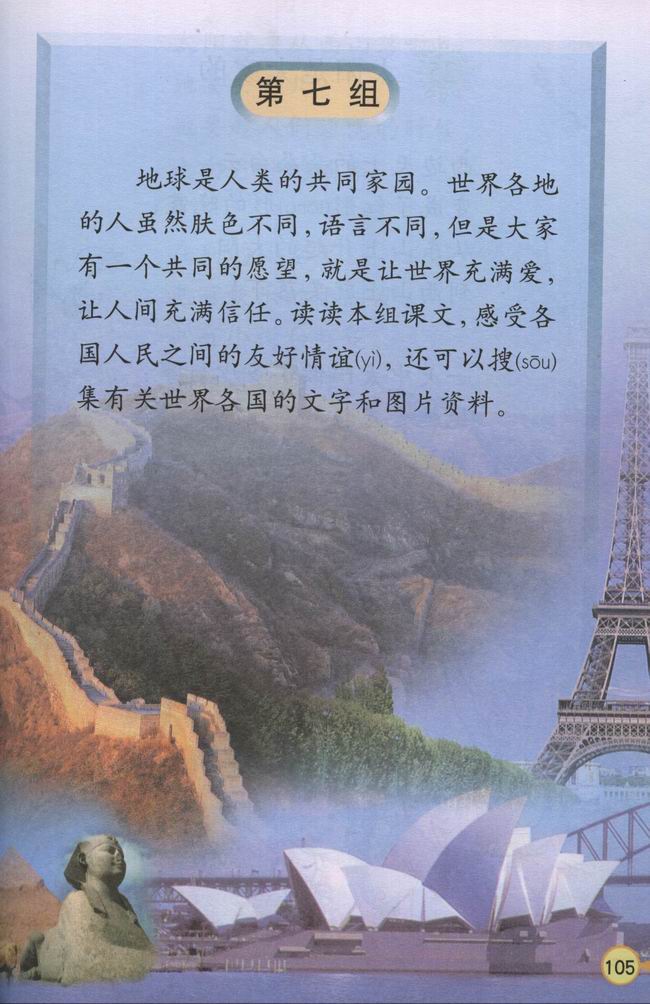 第七组
地球是人类的共同家园。世界各地
的人虽然肤色不同，语言不同，但是大家
有一个共同的愿望，就是让世界充满爱，
让人间充满信任。读读本组课文，感受各
国人民之间的友好情谊(yì)，还可以搜(sōu)
集有关世界各国的文字和图片资料。
105